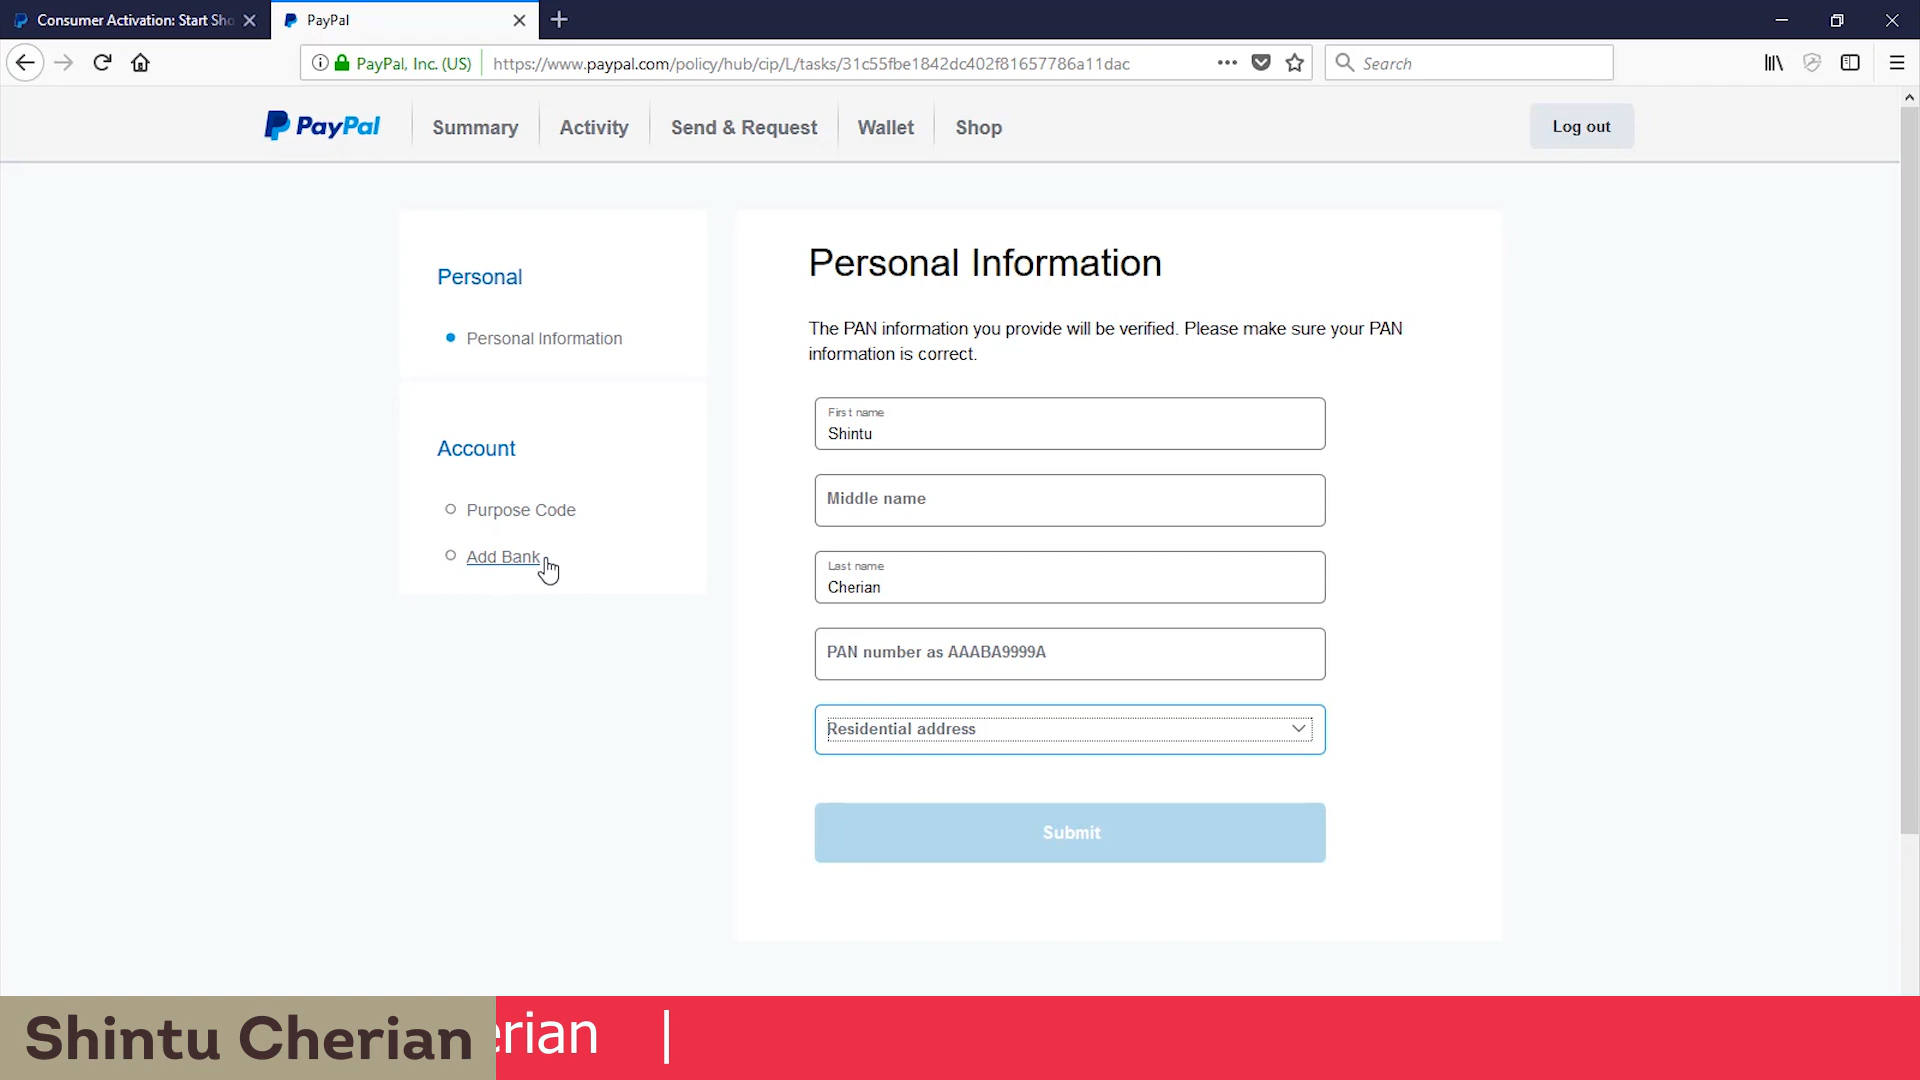 Consumer Activation: Start Sho
PayPal
PayPal, Inc. (US)
https://www.paypal.com/policy/hub/cip/L/tasks/31c55fbe1842dc402f81657786a11dac
Search
PayPal
Summary
Activity
Send & Request
Wallet
Shop
Log out
Personal
Personal Information
Account
Purpose Code
Add Bank
Personal Information
The PAN information you provide will be verified. Please make sure your PAN
information is correct.
First name
Shintu
Middle name
Last name
Cherian
PAN number as AAABA9999A
Residential address
Submit
Shintu Cherian
erian |